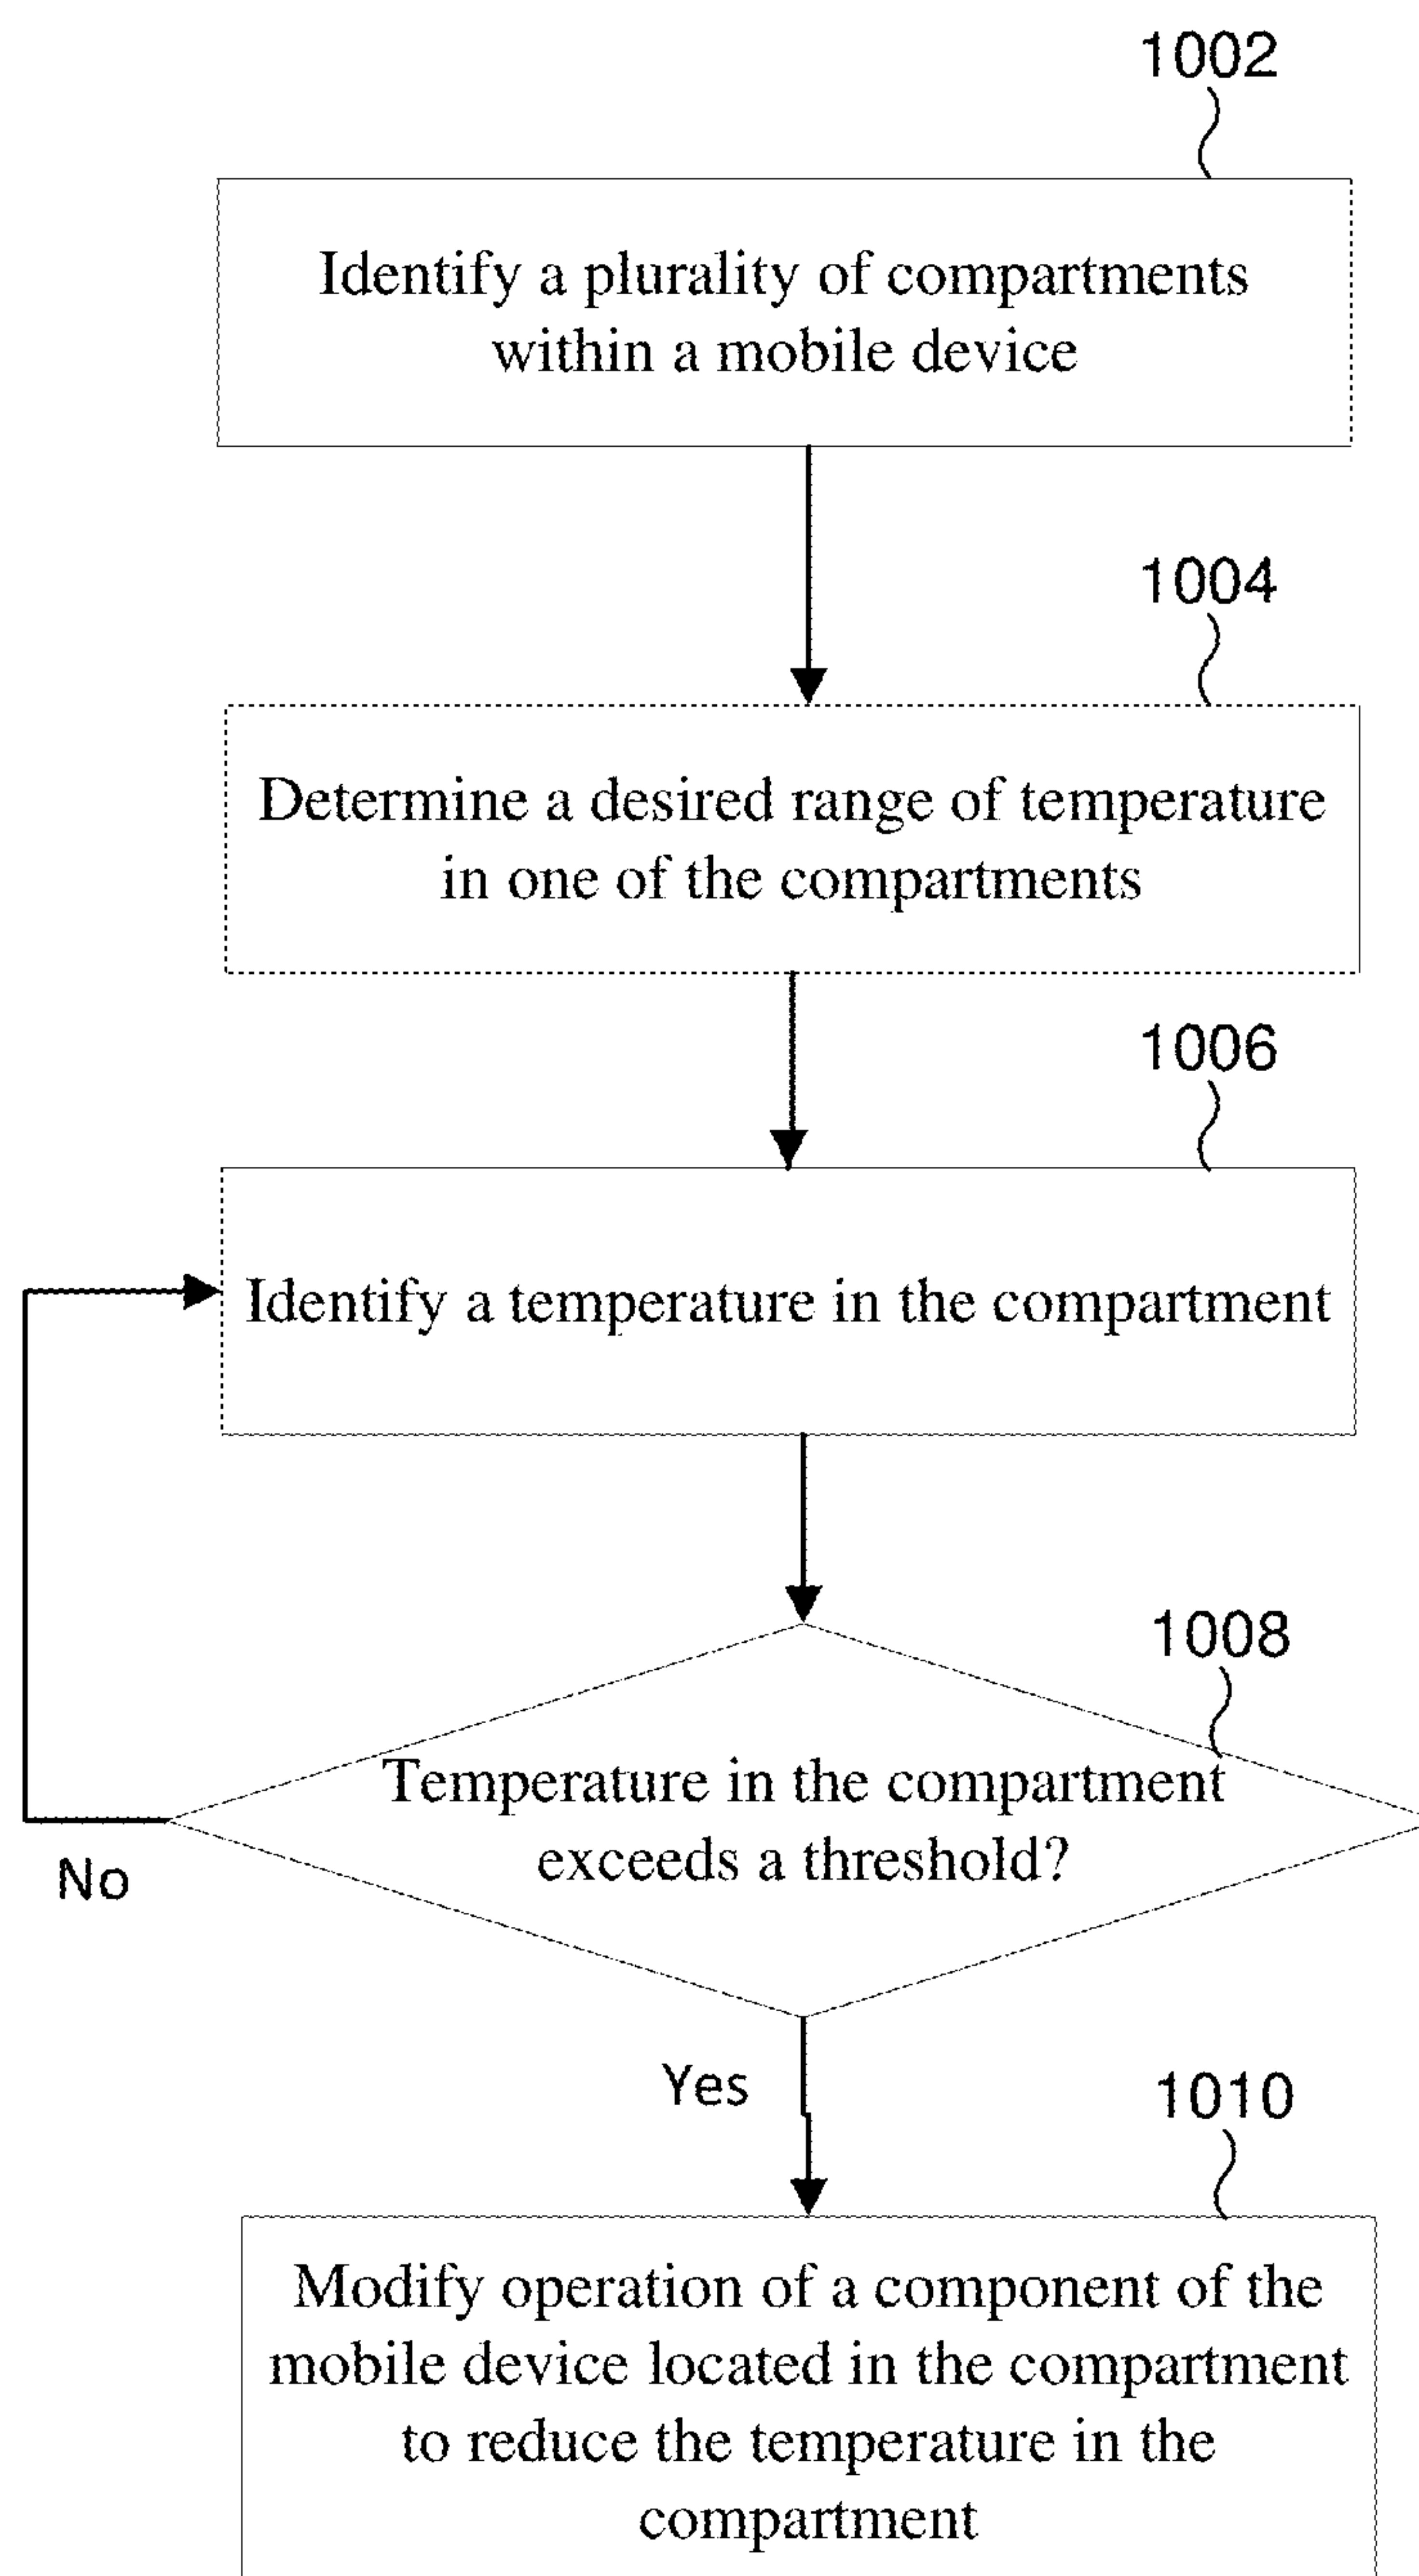 1002
Identify a plurality of compartments
within a mobile device
1004
Determine a desired range of temperature
in one of the compartments
1006
Identify a temperature in the compartment
1008
Temperature in the compartment
exceeds a threshold?
No
Yes
1010
Modify operation of a component of the
mobile device located in the compartment
to reduce the temperature in the
compartment